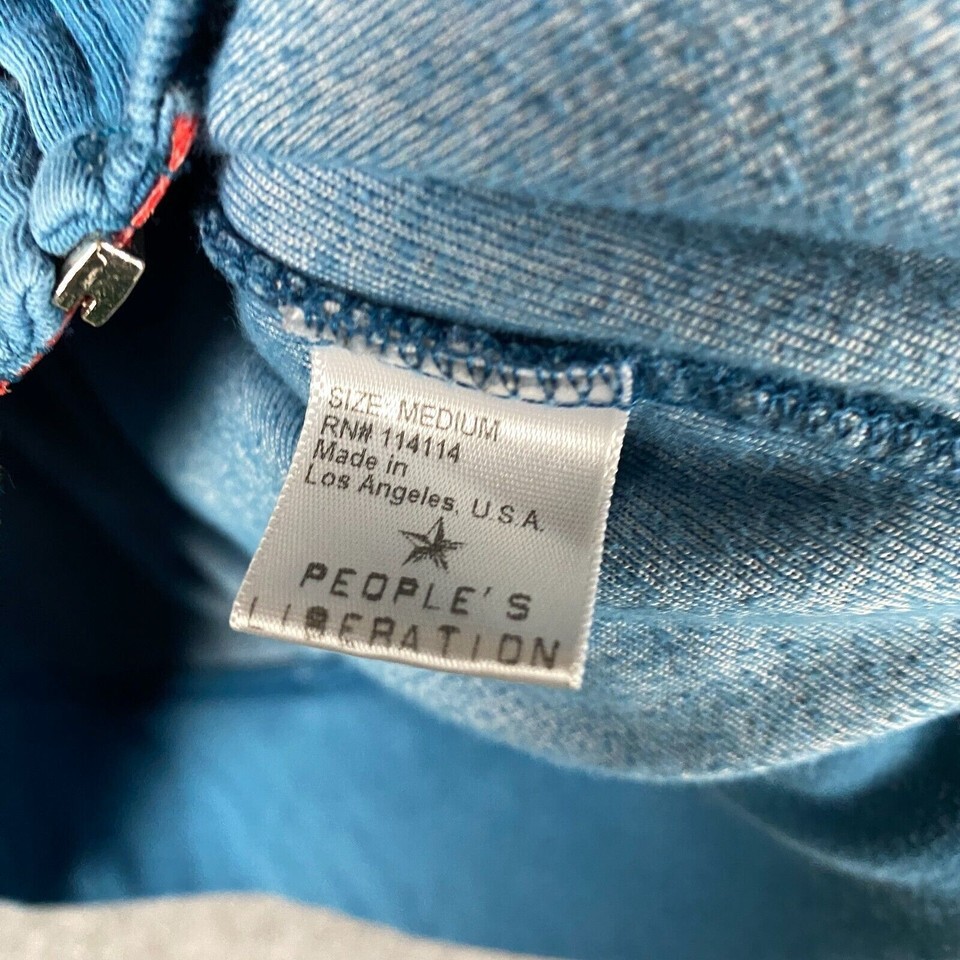 SIZE: MEDIUM
RN# 114114
Made in
Los Angeles, U.S.A.
PEOPLE'S
LIBERATION